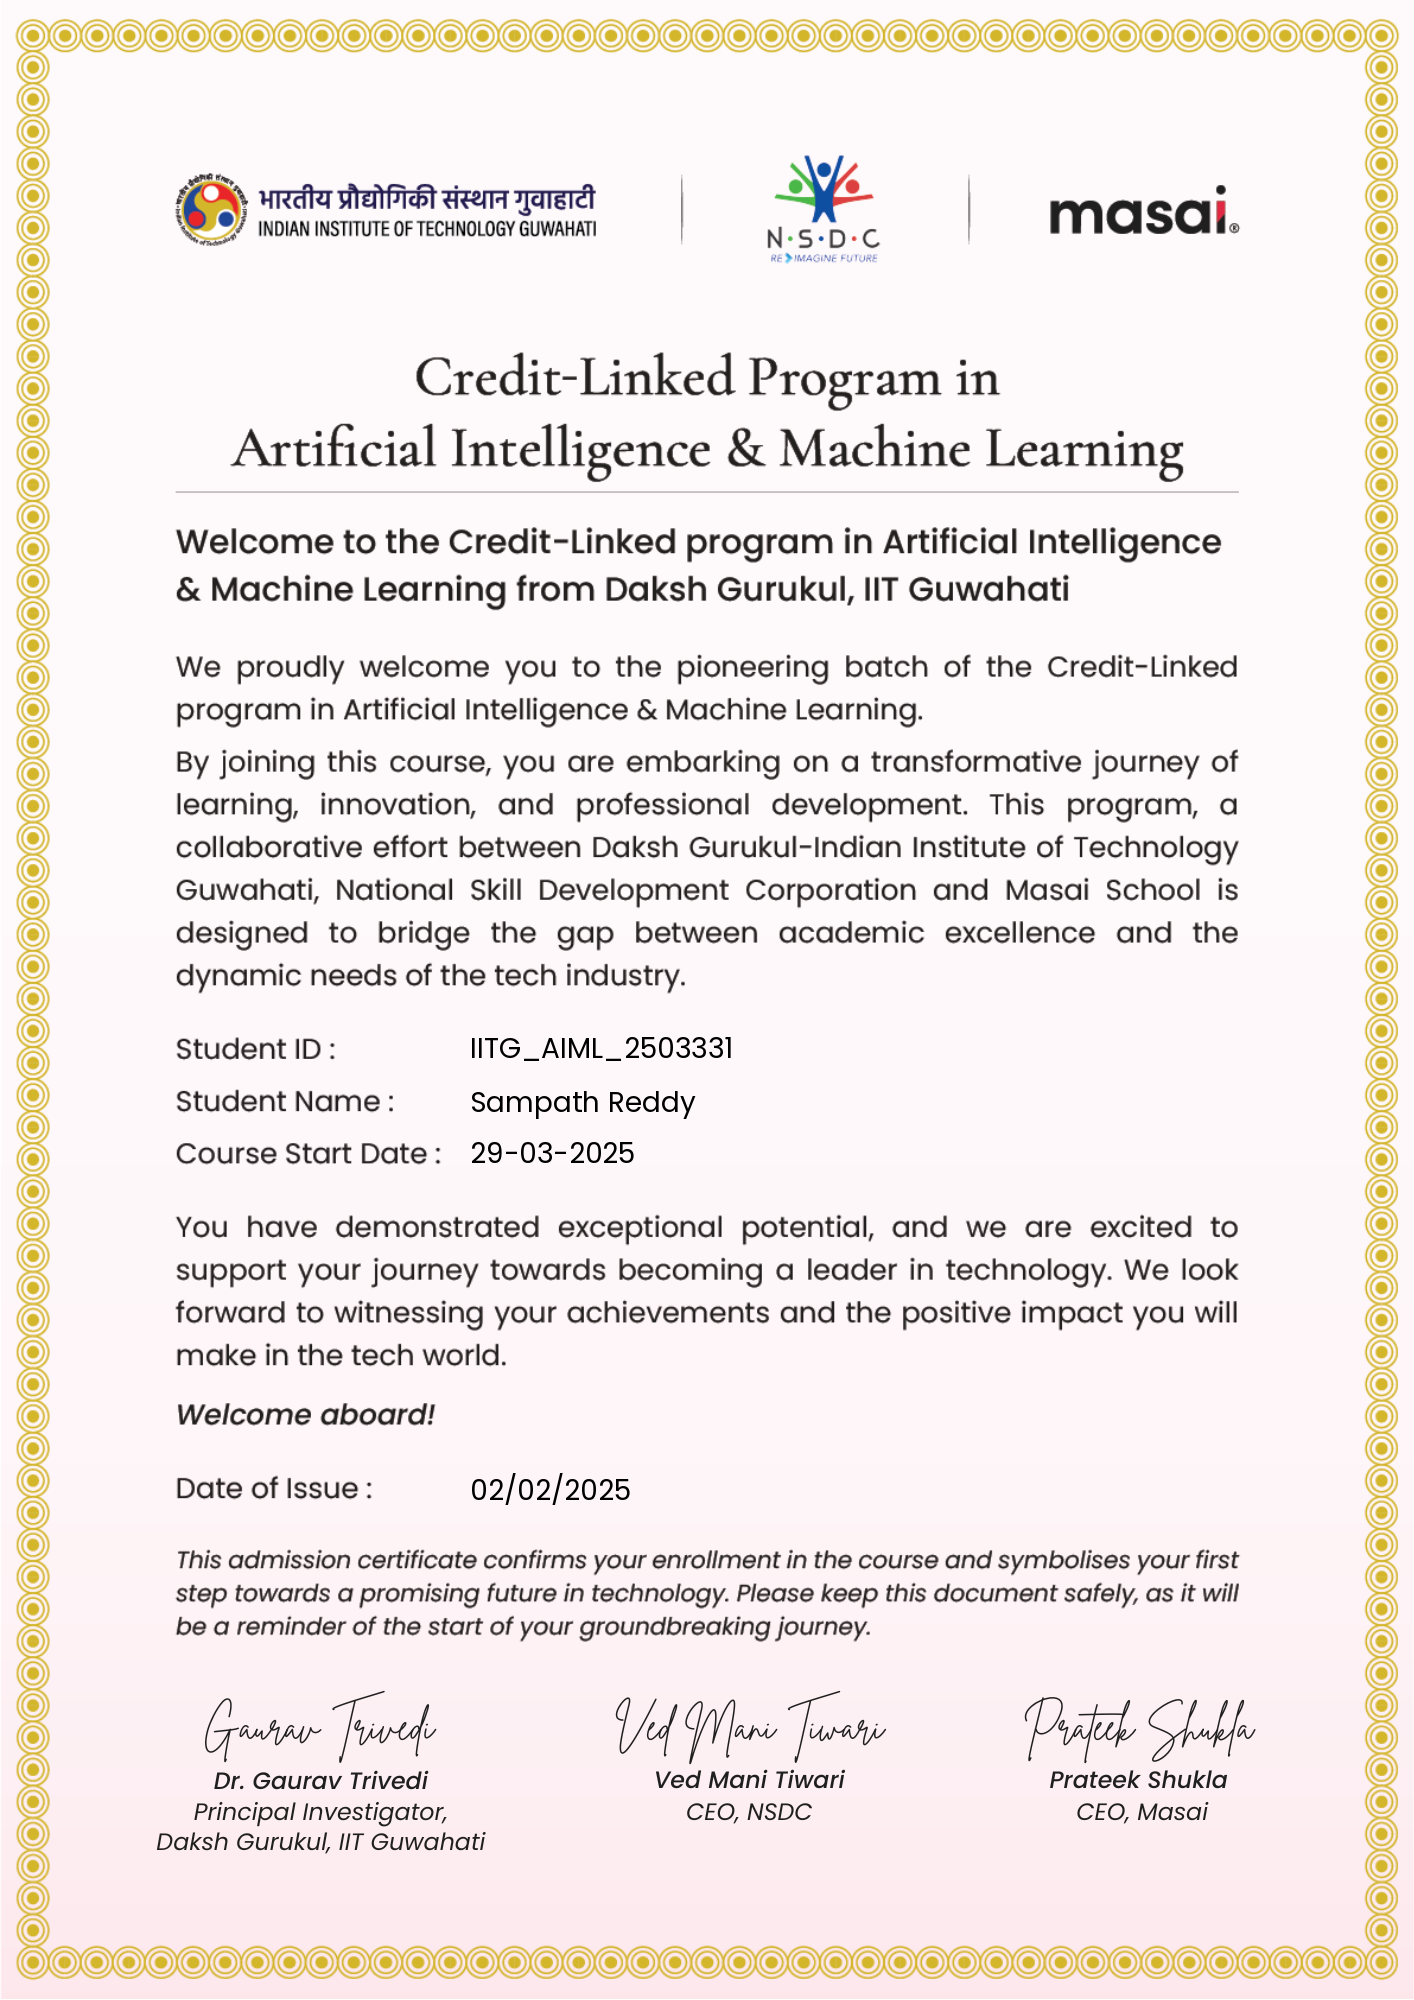 भारतीय प्रौद्योगिकी संस्थान गुवाहाटी
INDIAN INSTITUTE OF TECHNOLOGY GUWAHATI
N·S·D·C
RE IMAGINE FUTURE
masai®
Credit-Linked Program in
Artificial Intelligence & Machine Learning
Welcome to the Credit-Linked program in Artificial Intelligence
& Machine Learning from Daksh Gurukul, IIT Guwahati
We proudly welcome you to the pioneering batch of the Credit-Linked
program in Artificial Intelligence & Machine Learning.
By joining this course, you are embarking on a transformative journey of
learning, innovation, and professional development. This program, a
collaborative effort between Daksh Gurukul-Indian Institute of Technology
Guwahati, National Skill Development Corporation and Masai School is
designed to bridge the gap between academic excellence and the
dynamic needs of the tech industry.
Student ID : IITG_AIML_2503331
Student Name : Sampath Reddy
Course Start Date : 29-03-2025
You have demonstrated exceptional potential, and we are excited to
support your journey towards becoming a leader in technology. We look
forward to witnessing your achievements and the positive impact you will
make in the tech world.
Welcome aboard!
Date of Issue : 02/02/2025
This admission certificate confirms your enrollment in the course and symbolises your first
step towards a promising future in technology. Please keep this document safely, as it will
be a reminder of the start of your groundbreaking journey.
Gaurav Trivedi
Dr. Gaurav Trivedi
Principal Investigator,
Daksh Gurukul, IIT Guwahati
Ved Mani Tiwari
Ved Mani Tiwari
CEO, NSDC
Prateek Shukla
Prateek Shukla
CEO, Masai